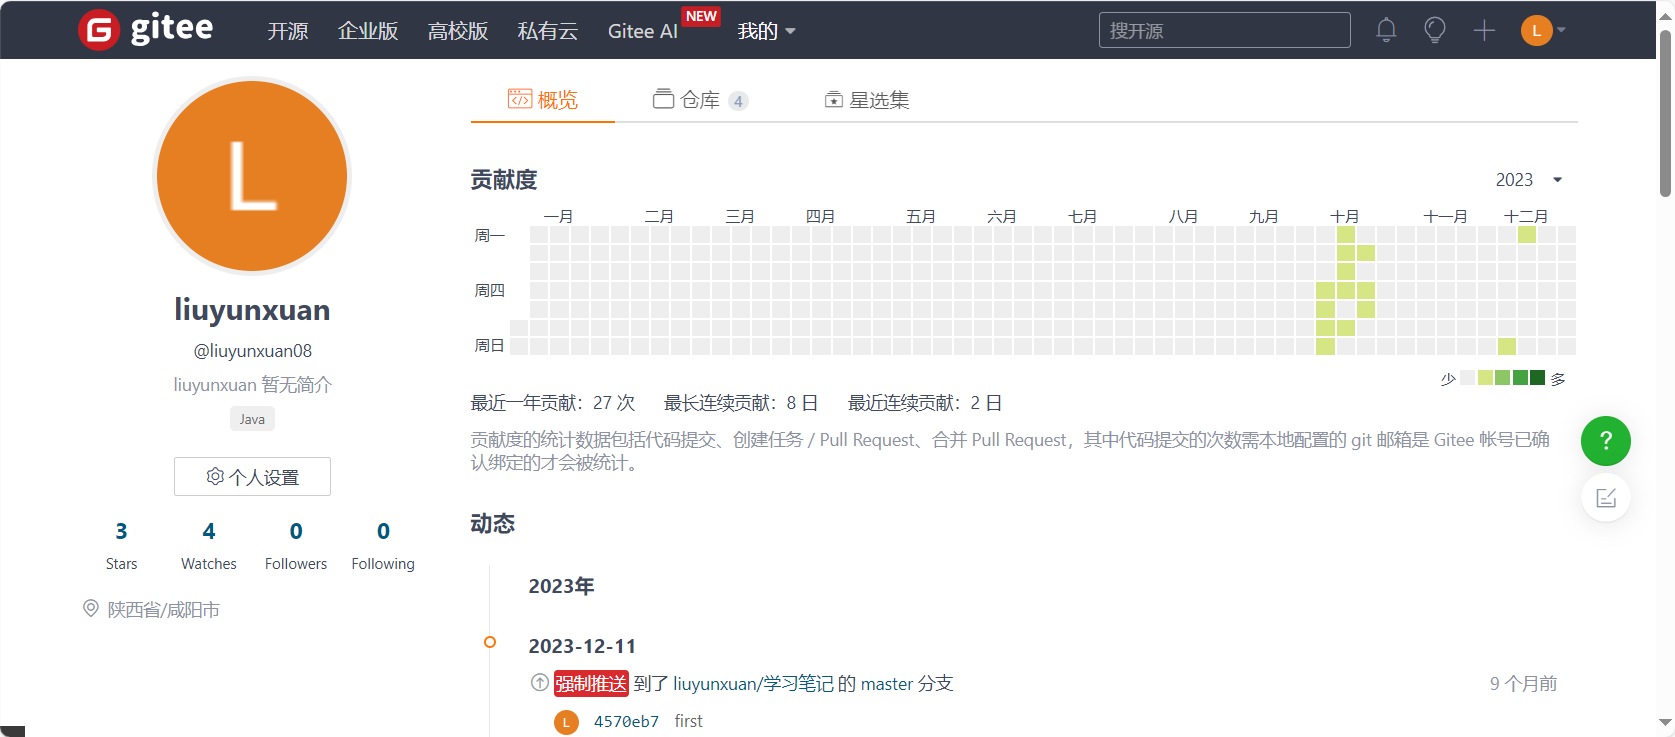 gitee 开源 企业版 高校版 私有云 Gitee AI NEW 我的 搜开源 L
L
liuyunxuan
@liuyunxuan08
liuyunxuan 暂无简介
Java
个人设置
3 4 0 0
Stars Watches Followers Following
陕西省/咸阳市
概览 仓库 4 星选集
贡献度 2023
一月 二月 三月 四月 五月 六月 七月 八月 九月 十月 十一月 十二月
周一
周四
周日
少 多
最近一年贡献：27 次 最长连续贡献：8 日 最近连续贡献：2 日
贡献度的统计数据包括代码提交、创建任务 / Pull Request、合并 Pull Request，其中代码提交的次数需本地配置的 git 邮箱是 Gitee 帐号已确
认绑定的才会被统计。
?
动态
2023年
2023-12-11
强制推送 到了 liuyunxuan/学习笔记 的 master 分支 9 个月前
L 4570eb7 first